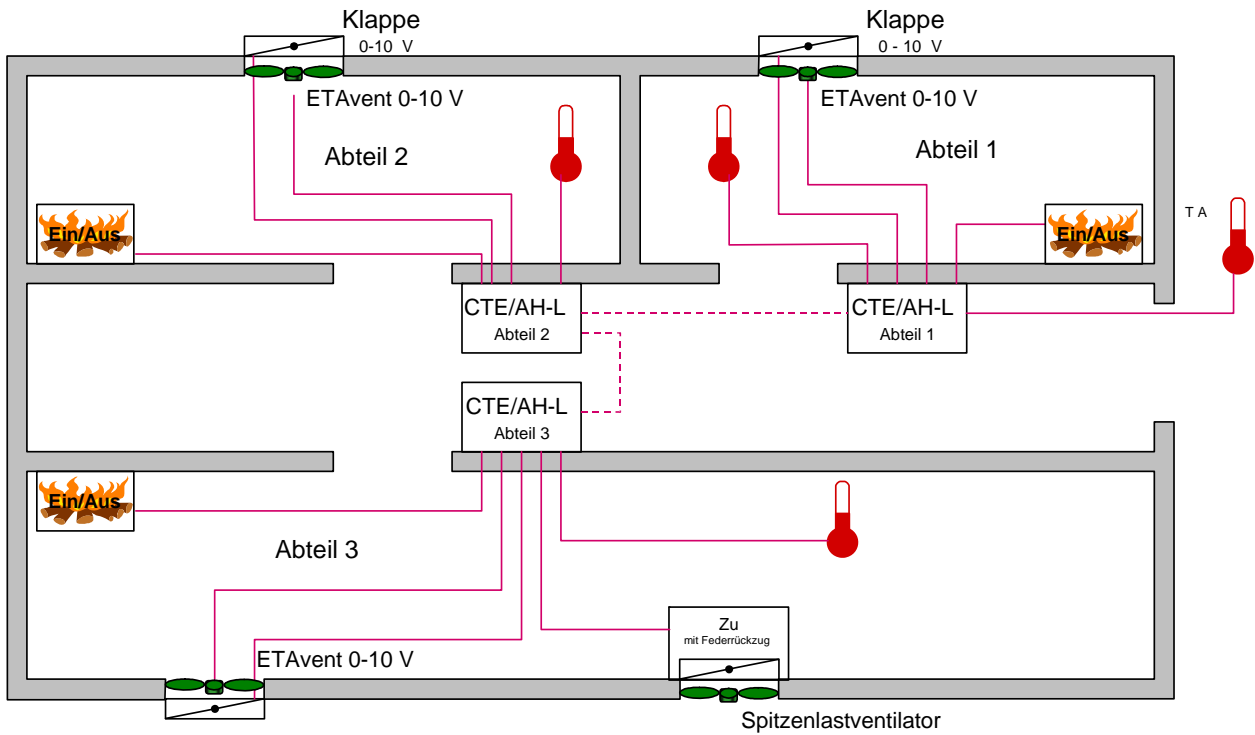 Klappe
0-10 V
Klappe
0 - 10 V
ETAvent 0-10 V
ETAvent 0-10 V
Abteil 2
Abteil 1
Ein/Aus
Ein/Aus
T A
CTE/AH-L
Abteil 2
CTE/AH-L
Abteil 1
CTE/AH-L
Abteil 3
Ein/Aus
Abteil 3
Zu
mit Federrückzug
ETAvent 0-10 V
Spitzenlastventilator